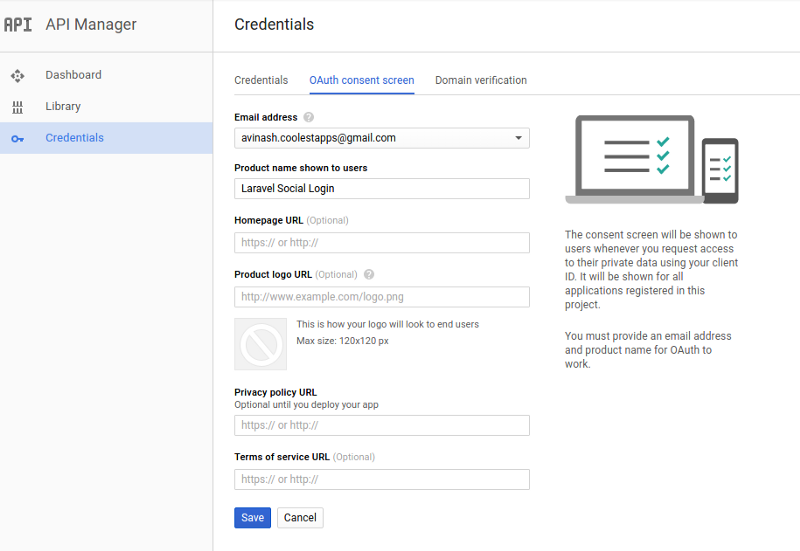 API API Manager
Dashboard
Library
Credentials
Credentials
Credentials OAuth consent screen Domain verification
Email address ?
avinash.coolestapps@gmail.com
Product name shown to users
Laravel Social Login
Homepage URL (Optional)
https:// or http://
Product logo URL (Optional) ?
http://www.example.com/logo.png
This is how your logo will look to end users
Max size: 120x120 px
Privacy policy URL
Optional until you deploy your app
https:// or http://
Terms of service URL (Optional)
https:// or http://
Save Cancel
The consent screen will be shown to
users whenever you request access
to their private data using your client
ID. It will be shown for all
applications registered in this
project.
You must provide an email address
and product name for OAuth to
work.